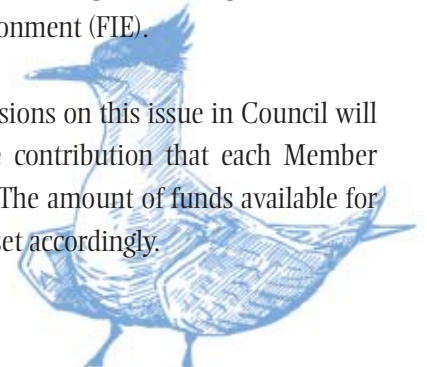 onment (FIE).
sions on this issue in Council will
contribution that each Member
The amount of funds available for
set accordingly.